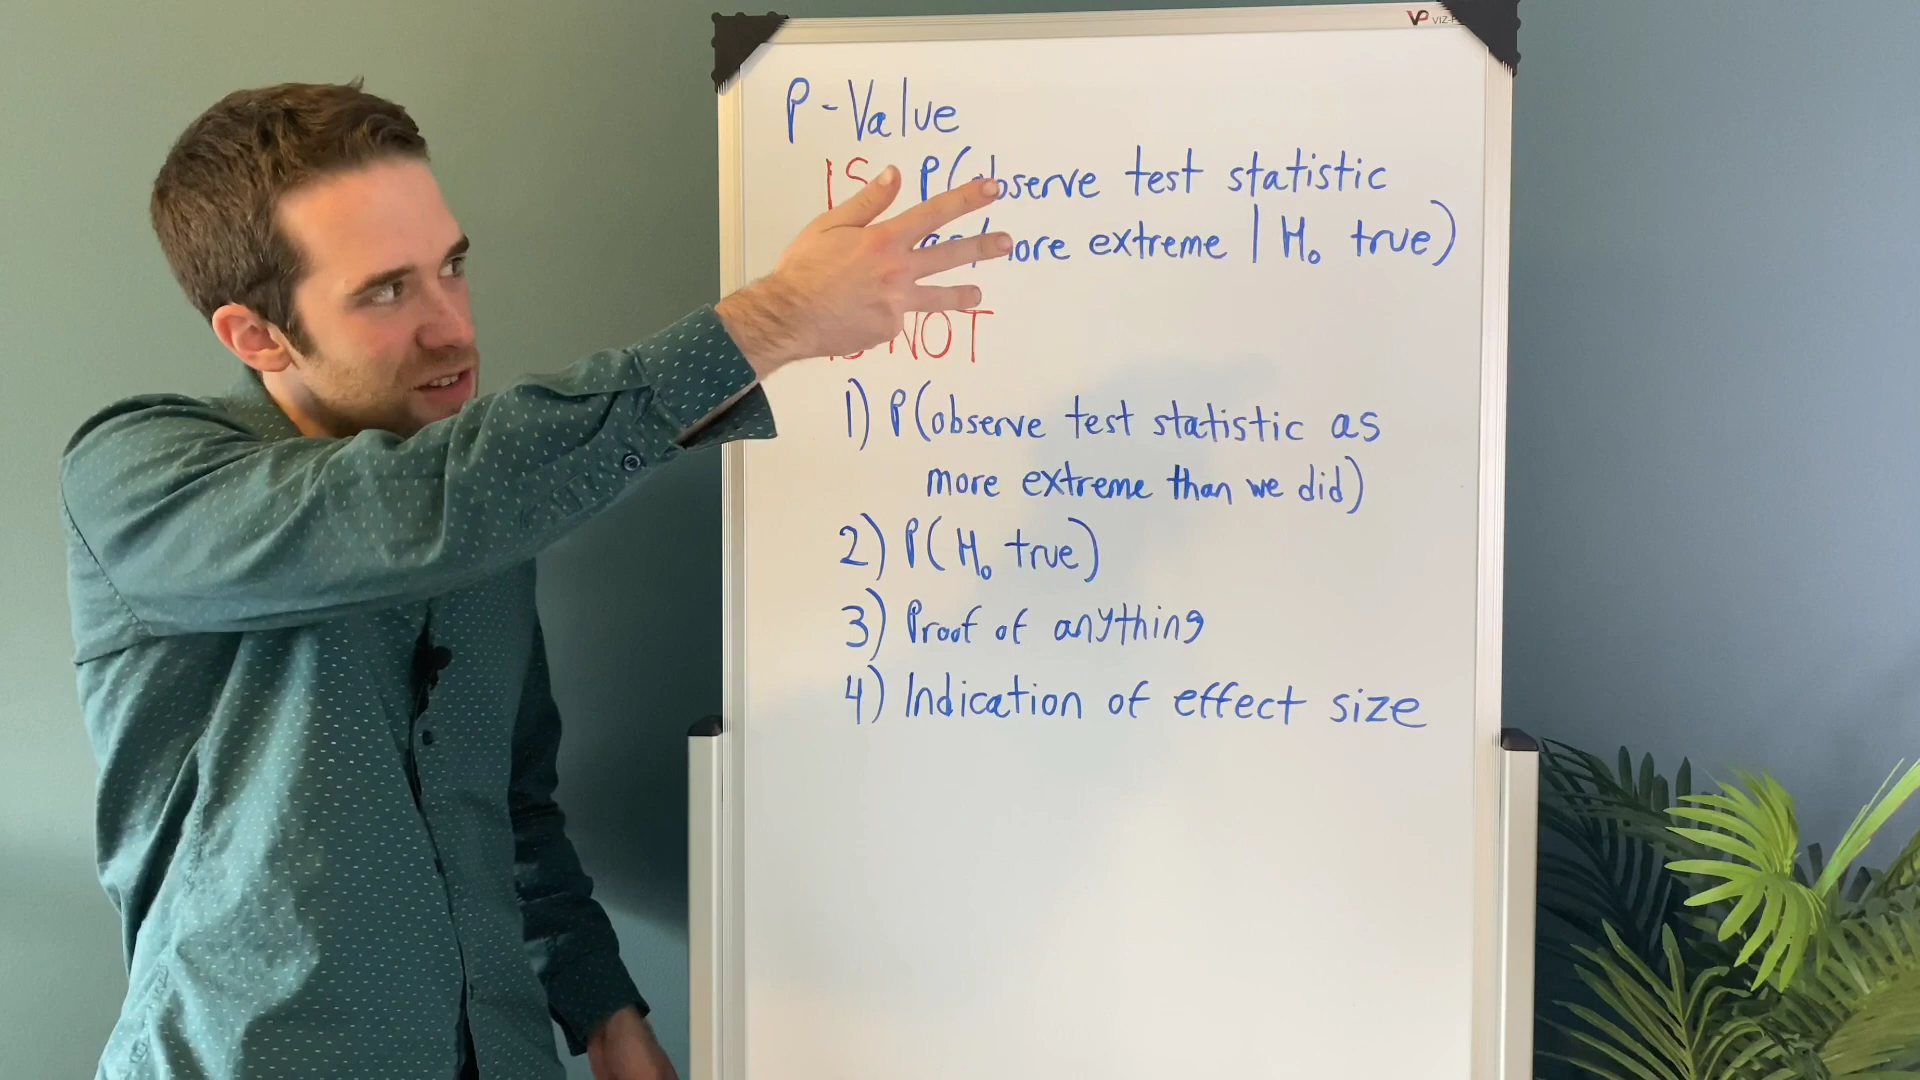 VIZ-P
P-Value
IS P(observe test statistic
as/more extreme | H₀ true)
IS NOT
1) P(observe test statistic as
more extreme than we did)
2) P(H₀ true)
3) Proof of anything
4) Indication of effect size